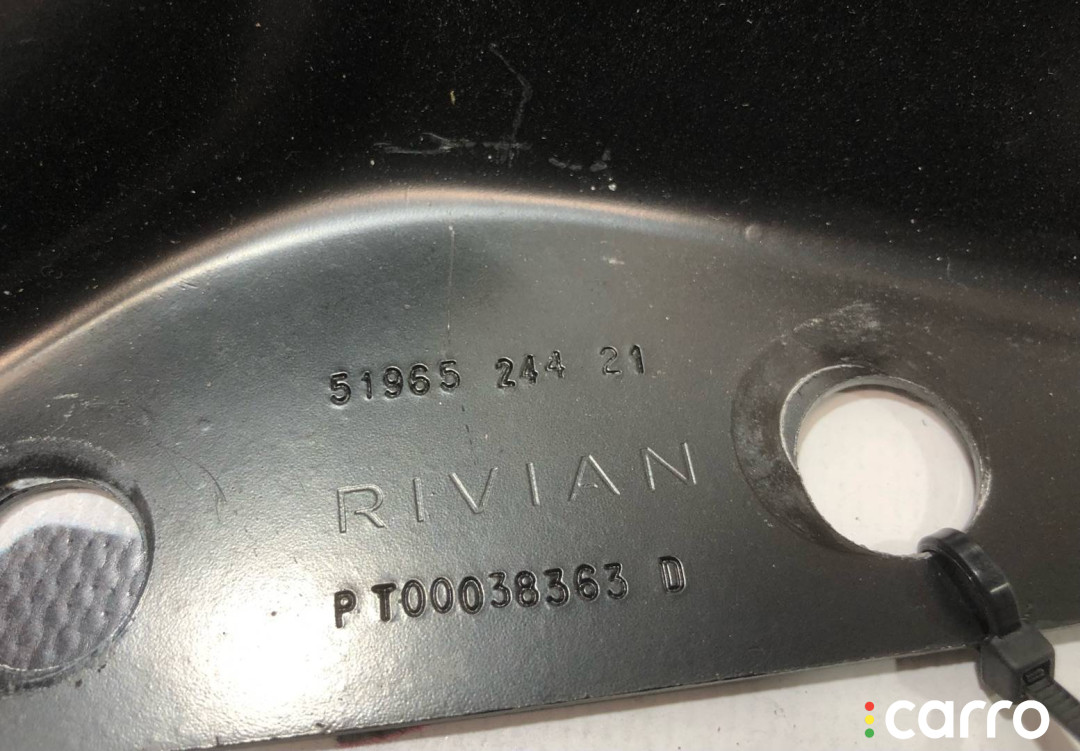 51965 244 21
RIVIAN
PT00038363 D
carro